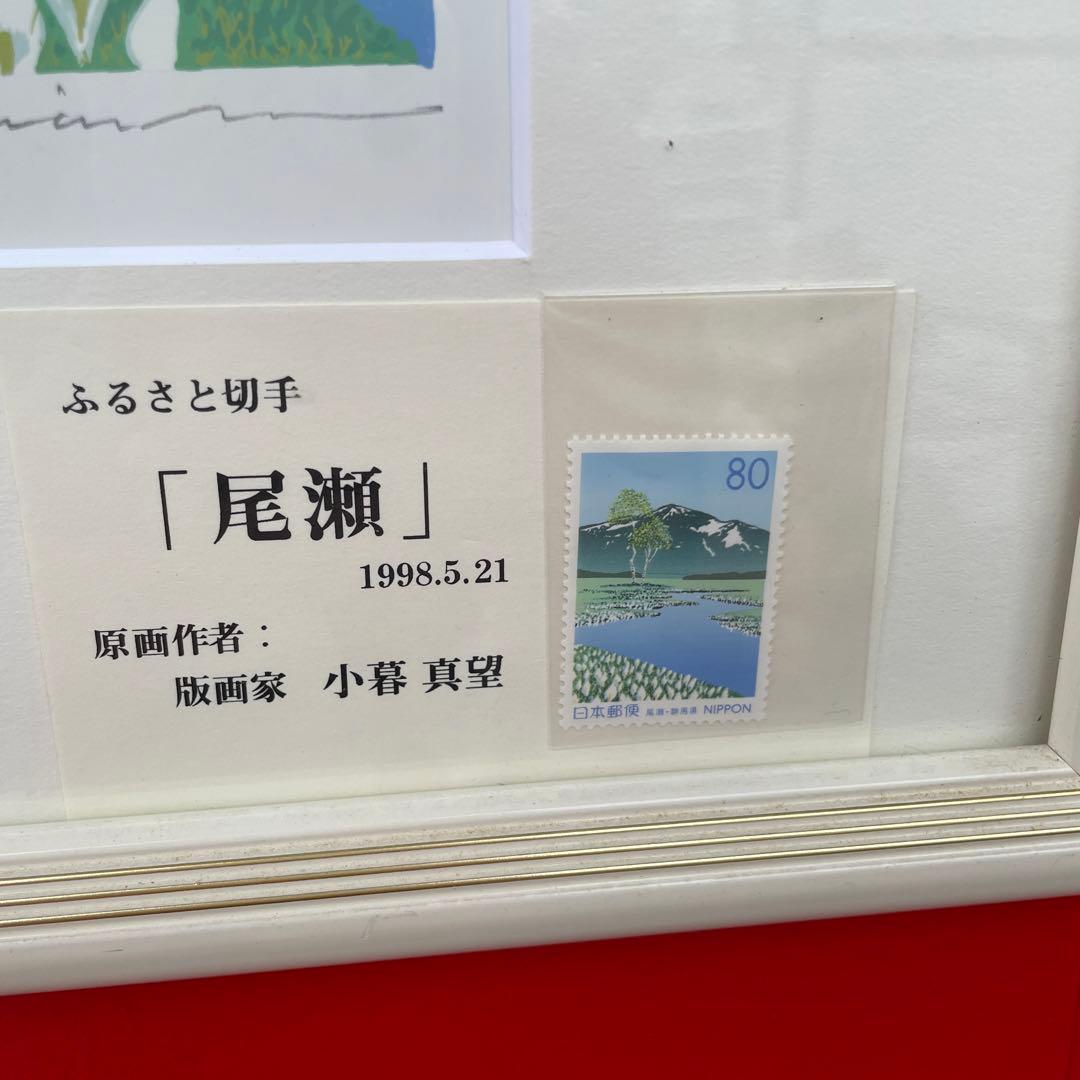 ふるさと切手
「尾瀬」
1998.5.21
原画作者：
版画家 小暮 真望
80
日本郵便 尾瀬・群馬県 NIPPON